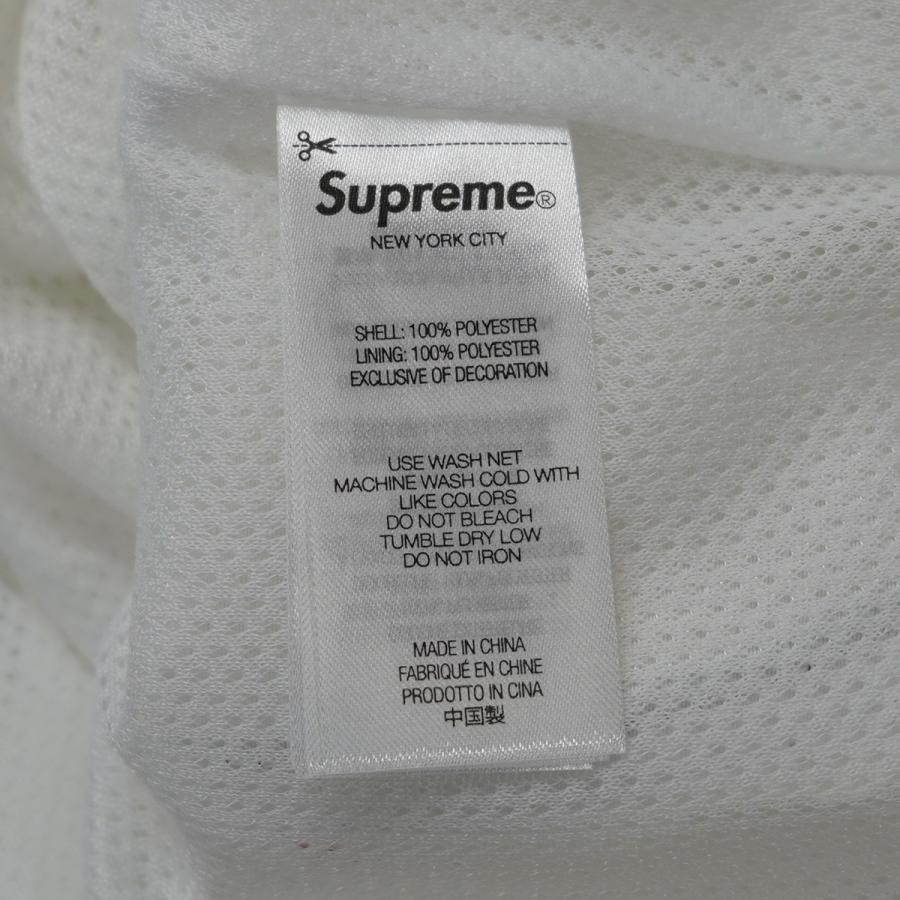 Supreme®
NEW YORK CITY
SHELL: 100% POLYESTER
LINING: 100% POLYESTER
EXCLUSIVE OF DECORATION
USE WASH NET
MACHINE WASH COLD WITH
LIKE COLORS
DO NOT BLEACH
TUMBLE DRY LOW
DO NOT IRON
MADE IN CHINA
FABRIQUÉ EN CHINE
PRODOTTO IN CINA
中国製